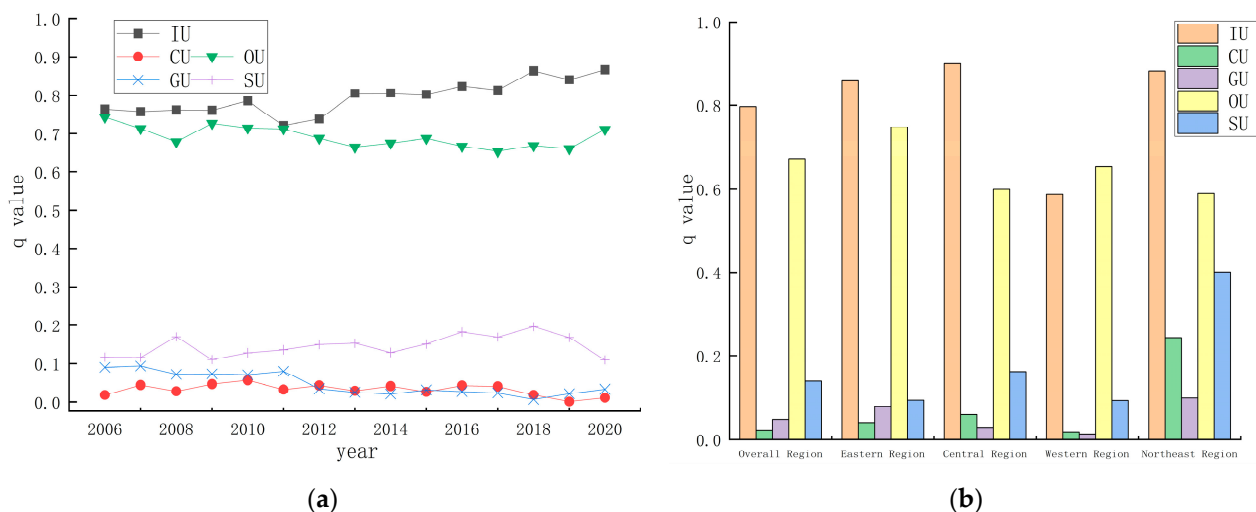 1.0
0.9
0.8
0.7
0.6
0.5
0.4
0.3
0.2
0.1
0.0
q value
IU
CU OU
GU SU
2006 2008 2010 2012 2014 2016 2018 2020
year
(a)
1.0
0.8
0.6
0.4
0.2
0.0
q value
IU
CU
GU
OU
SU
Overall Region Eastern Region Central Region Western Region Northeast Region
(b)